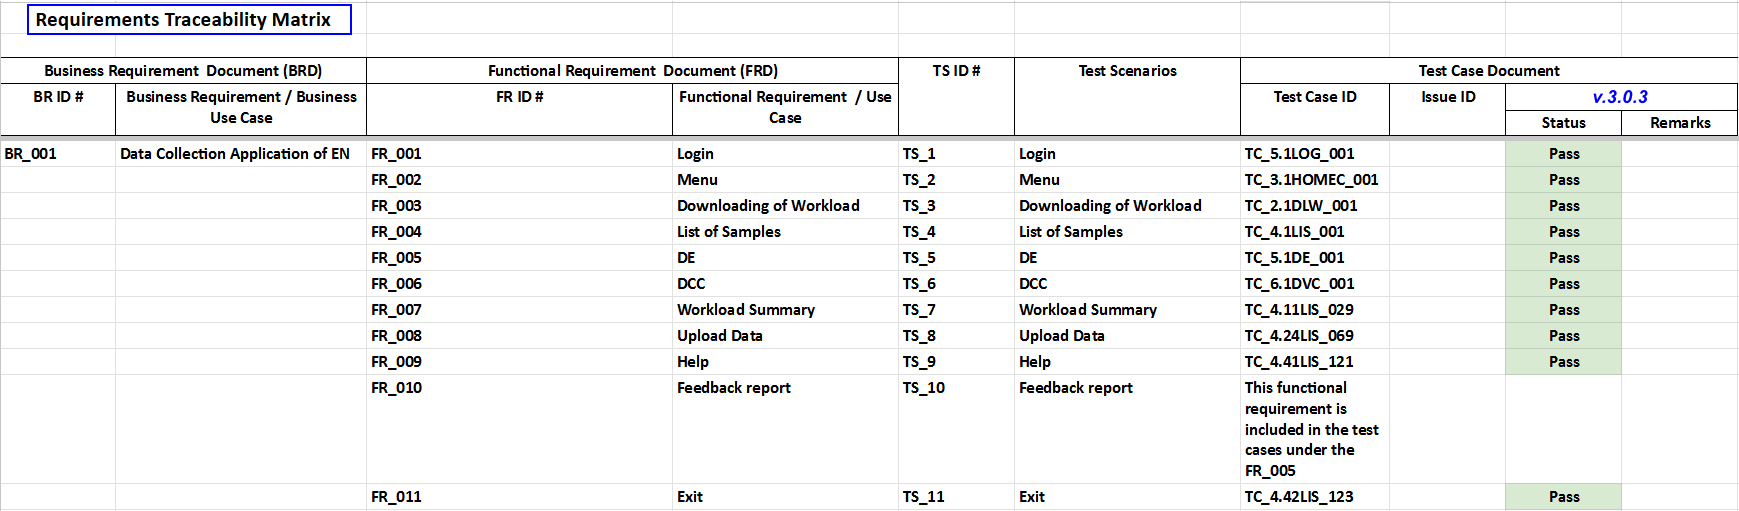 Requirements Traceability Matrix
Business Requirement Document (BRD) Functional Requirement Document (FRD) TS ID # Test Scenarios Test Case Document
BR ID # Business Requirement / Business Use Case FR ID # Functional Requirement / Use Case Test Case ID Issue ID v.3.0.3
Status Remarks
BR_001 Data Collection Application of EN FR_001 Login TS_1 Login TC_5.1LOG_001 Pass
FR_002 Menu TS_2 Menu TC_3.1HOMEC_001 Pass
FR_003 Downloading of Workload TS_3 Downloading of Workload TC_2.1DLW_001 Pass
FR_004 List of Samples TS_4 List of Samples TC_4.1LIS_001 Pass
FR_005 DE TS_5 DE TC_5.1DE_001 Pass
FR_006 DCC TS_6 DCC TC_6.1DVC_001 Pass
FR_007 Workload Summary TS_7 Workload Summary TC_4.11LIS_029 Pass
FR_008 Upload Data TS_8 Upload Data TC_4.24LIS_069 Pass
FR_009 Help TS_9 Help TC_4.41LIS_121 Pass
FR_010 Feedback report TS_10 Feedback report This functional
requirement is
included in the test
cases under the
FR_005
FR_011 Exit TS_11 Exit TC_4.42LIS_123 Pass